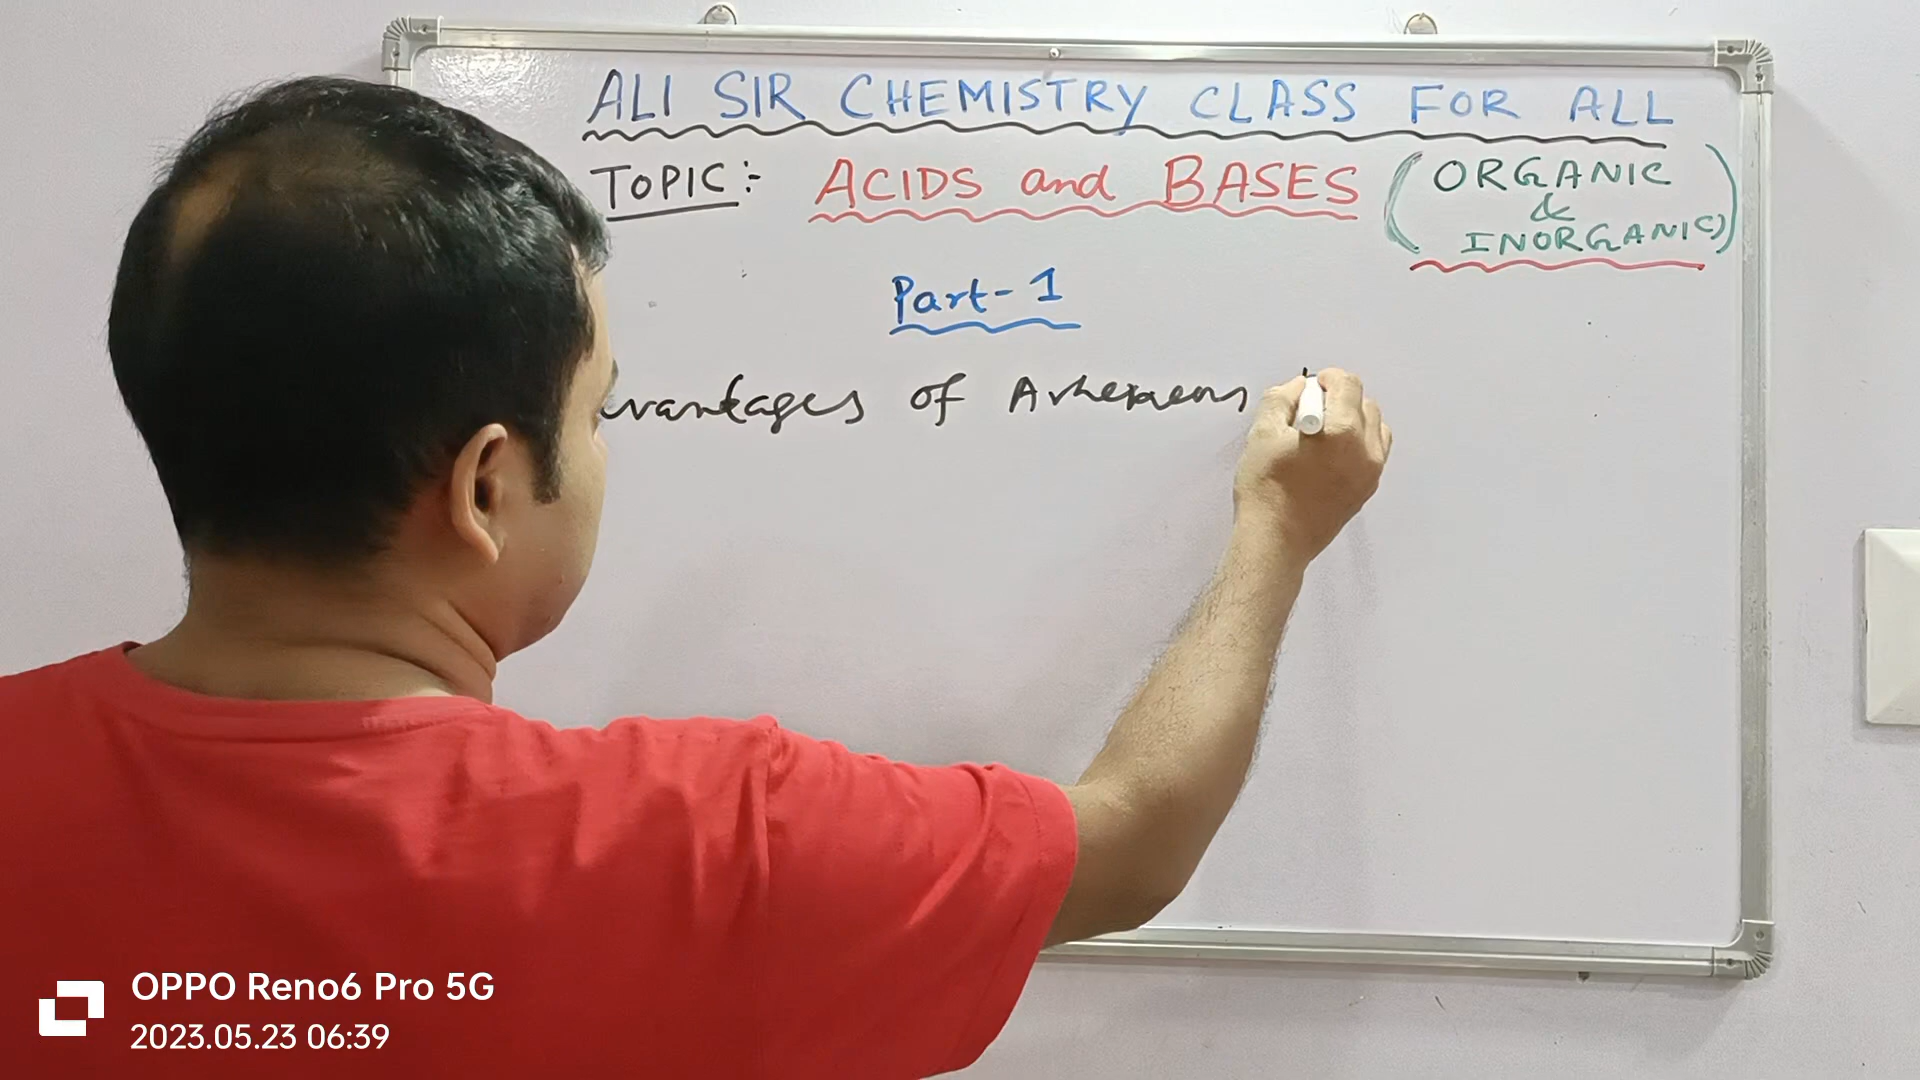 ALI SIR CHEMISTRY CLASS FOR ALL
TOPIC:- ACIDS and BASES (ORGANIC & INORGANIC)
Part-1
vantages of
OPPO Reno6 Pro 5G
2023.05.23 06:39